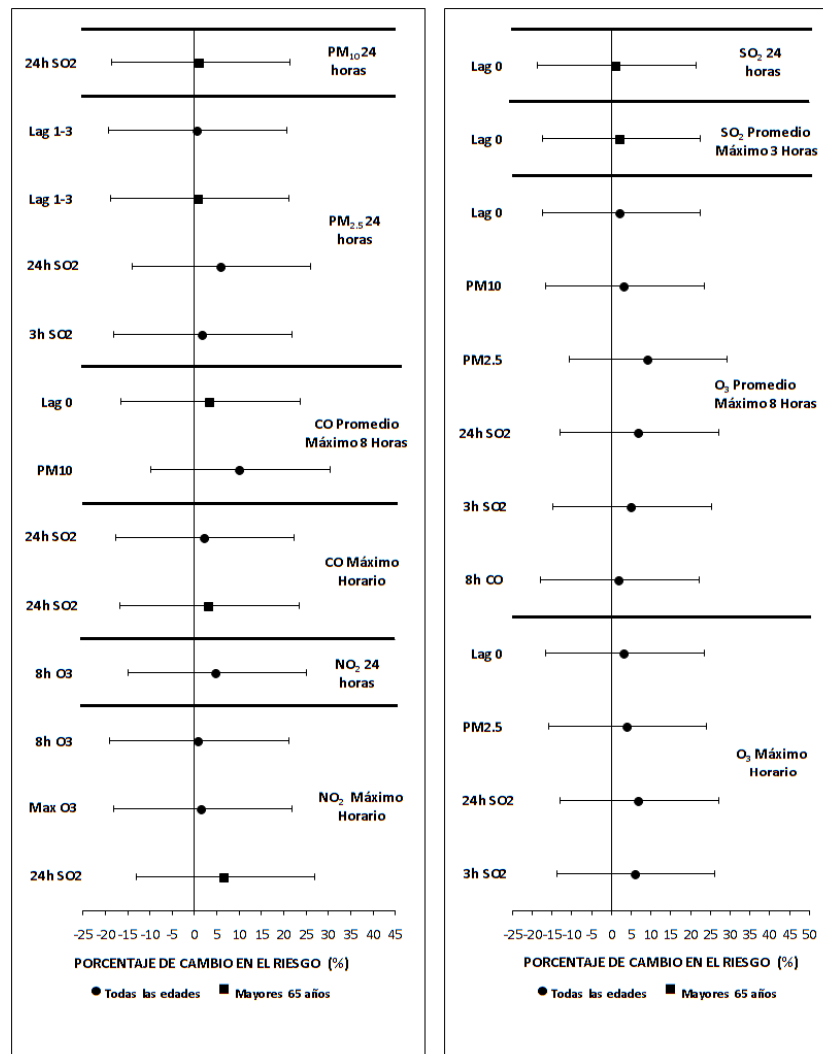 24h SO2
PM₁₀ 24
horas
Lag 1-3
Lag 1-3
PM₂.₅ 24
horas
24h SO2
3h SO2
Lag 0
CO Promedio
Máximo 8 Horas
PM10
24h SO2
CO Máximo
Horario
24h SO2
8h O3
NO₂ 24
horas
8h O3
Max O3
NO₂ Máximo
Horario
24h SO2
-25 -20 -15 -10 -5 0 5 10 15 20 25 30 35 40 45
PORCENTAJE DE CAMBIO EN EL RIESGO (%)
Todas las edades Mayores 65 años
Lag 0
SO₂ 24
horas
Lag 0
SO₂ Promedio
Máximo 3 Horas
Lag 0
PM10
PM2.5
O₃ Promedio
Máximo 8 Horas
24h SO2
3h SO2
8h CO
Lag 0
PM2.5
O₃ Máximo
Horario
24h SO2
3h SO2
-25 -20 -15 -10 -5 0 5 10 15 20 25 30 35 40 45 50
PORCENTAJE DE CAMBIO EN EL RIESGO (%)
Todas las edades Mayores 65 años